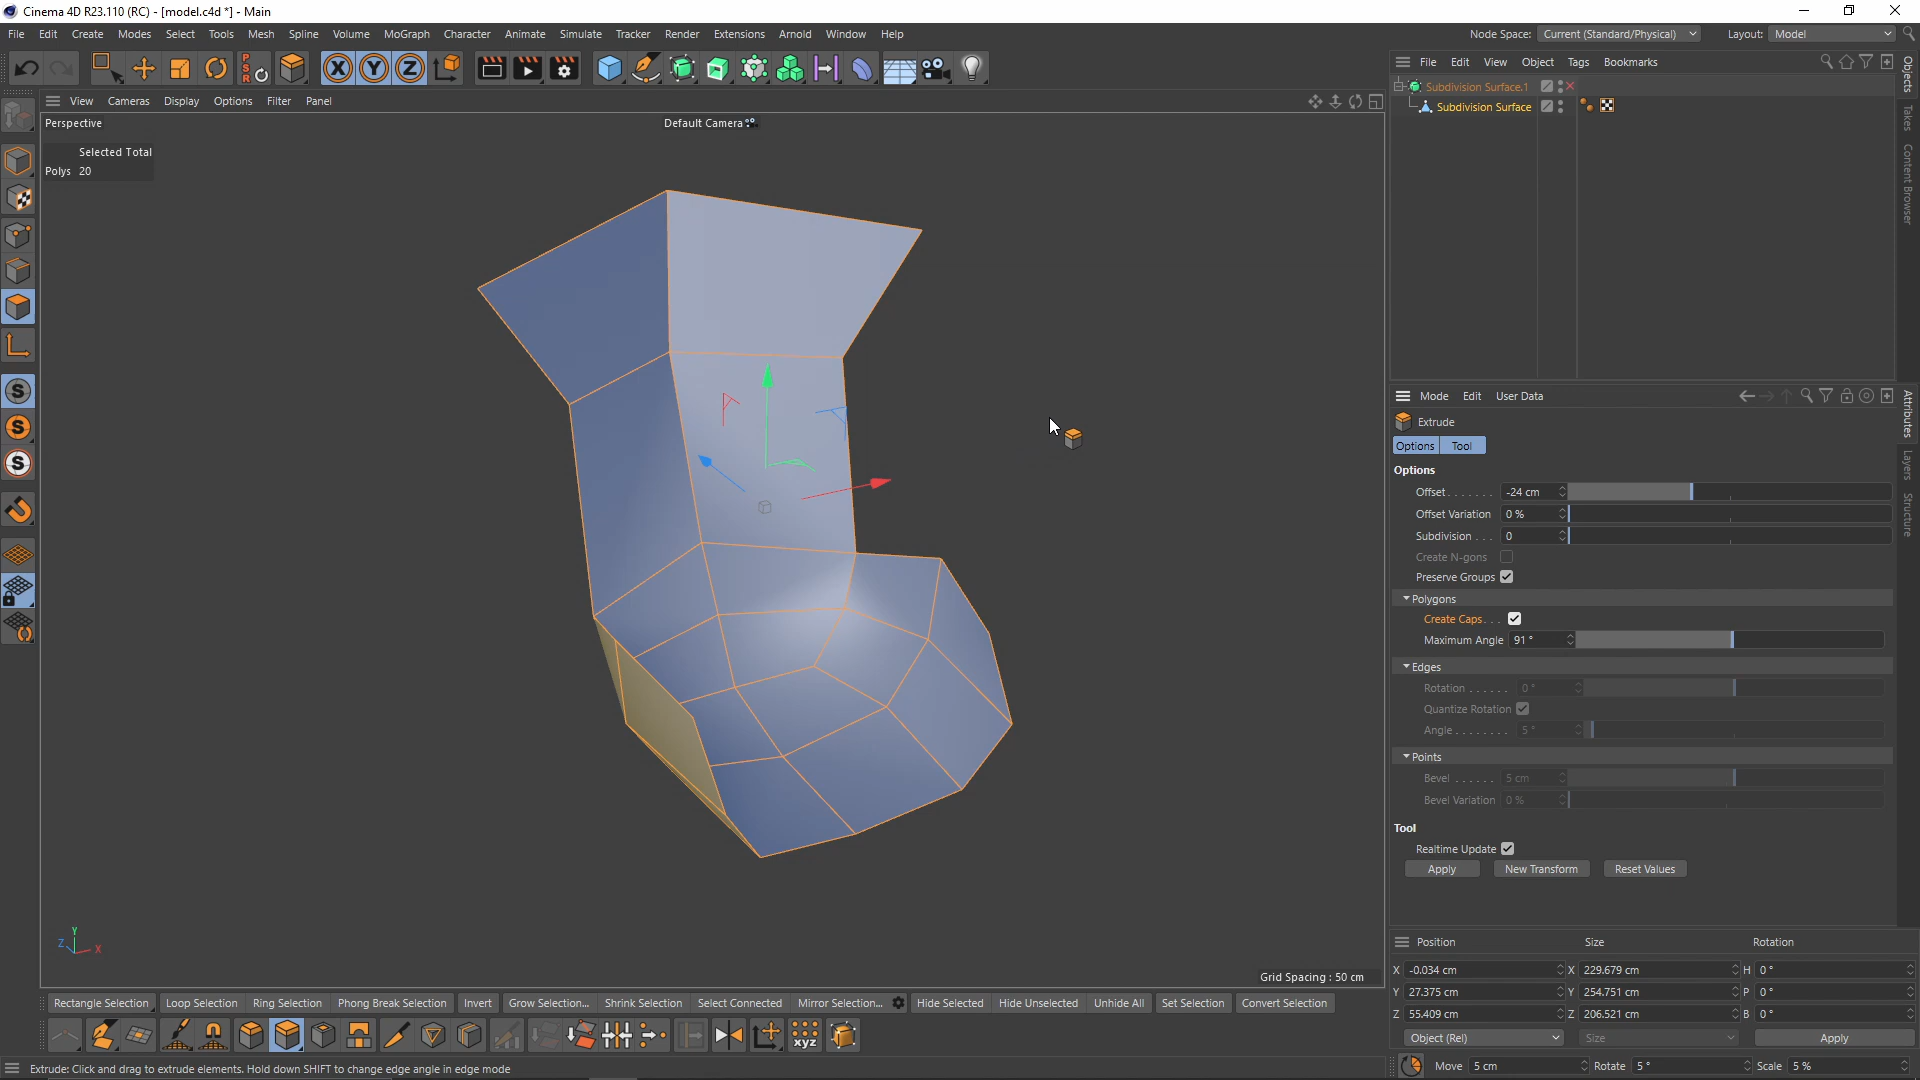 Cinema 4D R23.110 (RC) - [model.c4d *] - Main
File Edit Create Modes Select Tools Mesh Spline Volume MoGraph Character Animate Simulate Tracker Render Extensions Arnold Window Help
Node Space: Current (Standard/Physical) Layout: Model
P S R X Y Z
File Edit View Object Tags Bookmarks
View Cameras Display Options Filter Panel
Subdivision Surface.1
Subdivision Surface
Objects
Takes
Content Browser
Perspective
Default Camera
Selected Total
Polys 20
S
S
S
Mode Edit User Data
Attributes
Layers
Structure
Extrude
Options Tool
Options
Offset. . . . . . . -24 cm
Offset Variation 0 %
Subdivision . . . 0
Create N-gons
Preserve Groups
Polygons
Create Caps. . .
Maximum Angle 91 °
Edges
Rotation . . . . . . 0 °
Quantize Rotation
Angle. . . . . . . . 5 °
Points
Bevel . . . . . . 5 cm
Bevel Variation 0 %
Tool
Realtime Update
Apply New Transform Reset Values
Y
Z X
Grid Spacing : 50 cm
Position Size Rotation
X -0.034 cm X 229.679 cm H 0 °
Y 27.375 cm Y 254.751 cm P 0 °
Z 55.409 cm Z 206.521 cm B 0 °
Object (Rel) Size Apply
Rectangle Selection Loop Selection Ring Selection Phong Break Selection Invert Grow Selection... Shrink Selection Select Connected Mirror Selection... Hide Selected Hide Unselected Unhide All Set Selection Convert Selection
xyz
Extrude: Click and drag to extrude elements. Hold down SHIFT to change edge angle in edge mode
Move 5 cm Rotate 5 ° Scale 5 %